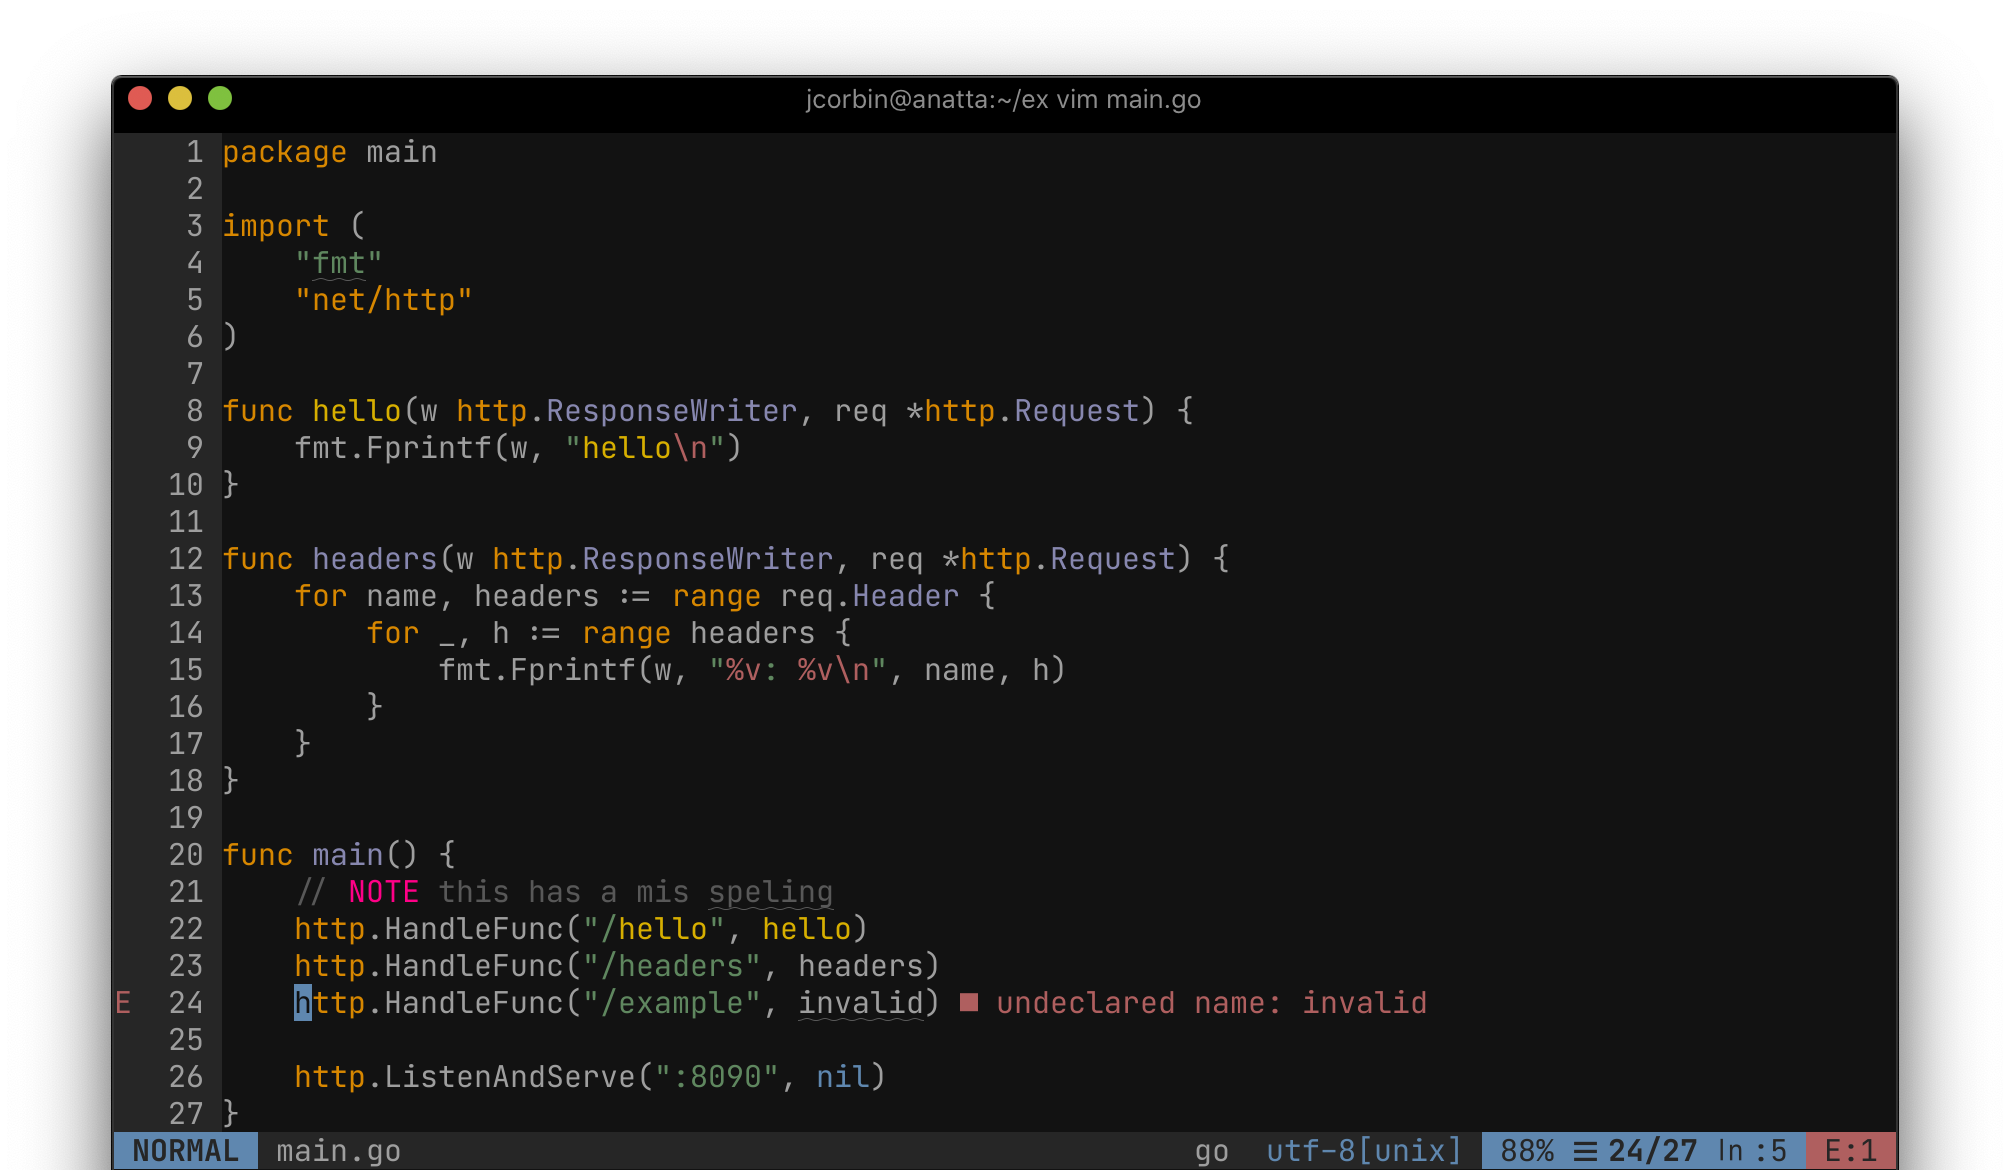 jcorbin@anatta:~/ex vim main.go
1 package main
2
3 import (
4     "fmt"
5     "net/http"
6 )
7
8 func hello(w http.ResponseWriter, req *http.Request) {
9     fmt.Fprintf(w, "hello\n")
10 }
11
12 func headers(w http.ResponseWriter, req *http.Request) {
13     for name, headers := range req.Header {
14         for _, h := range headers {
15             fmt.Fprintf(w, "%v: %v\n", name, h)
16         }
17     }
18 }
19
20 func main() {
21     // NOTE this has a mis speling
22     http.HandleFunc("/hello", hello)
23     http.HandleFunc("/headers", headers)
E 24     http.HandleFunc("/example", invalid) ■ undeclared name: invalid
25
26     http.ListenAndServe(":8090", nil)
27 }
NORMAL main.go go utf-8[unix] 88% ☰ 24/27 ln :5 E:1